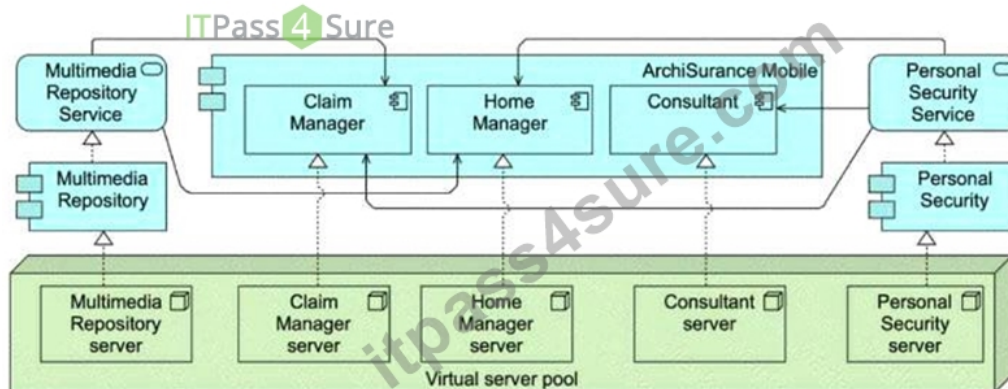 ITPass4Sure
Multimedia
Repository
Service
ArchiSurance Mobile
Claim
Manager
Home
Manager
Consultant
Personal
Security
Service
Multimedia
Repository
Personal
Security
Multimedia
Repository
server
Claim
Manager
server
Home
Manager
server
Consultant
server
Personal
Security
server
Virtual server pool
itpass4sure.com